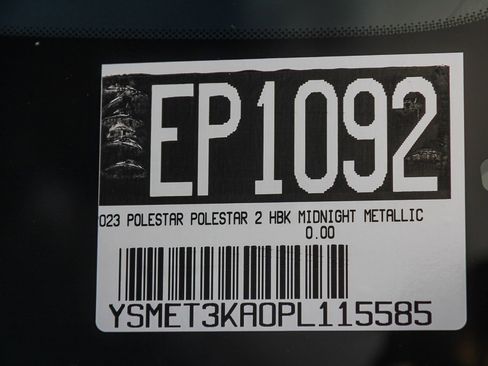 EP1092
023 POLESTAR POLESTAR 2 HBK MIDNIGHT METALLIC
0.00
YSMET3KA0PL115585